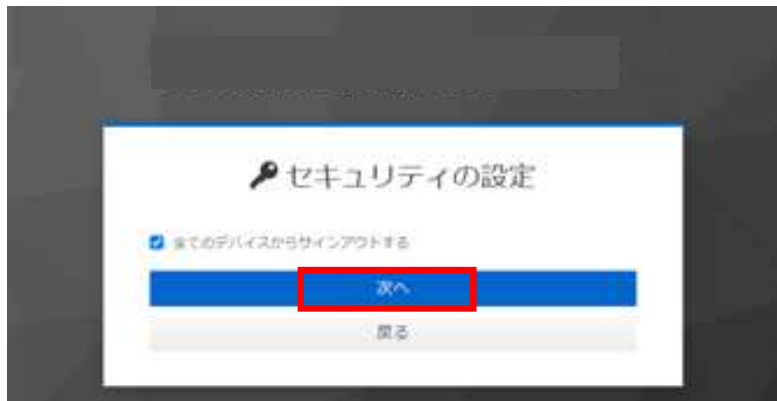 セキュリティの設定
全てのデバイスからサインアウトする
次へ
戻る